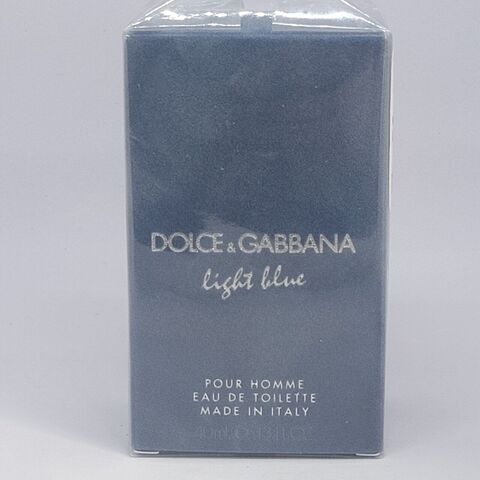 DOLCE & GABBANA
light blue
POUR HOMME
EAU DE TOILETTE
MADE IN ITALY